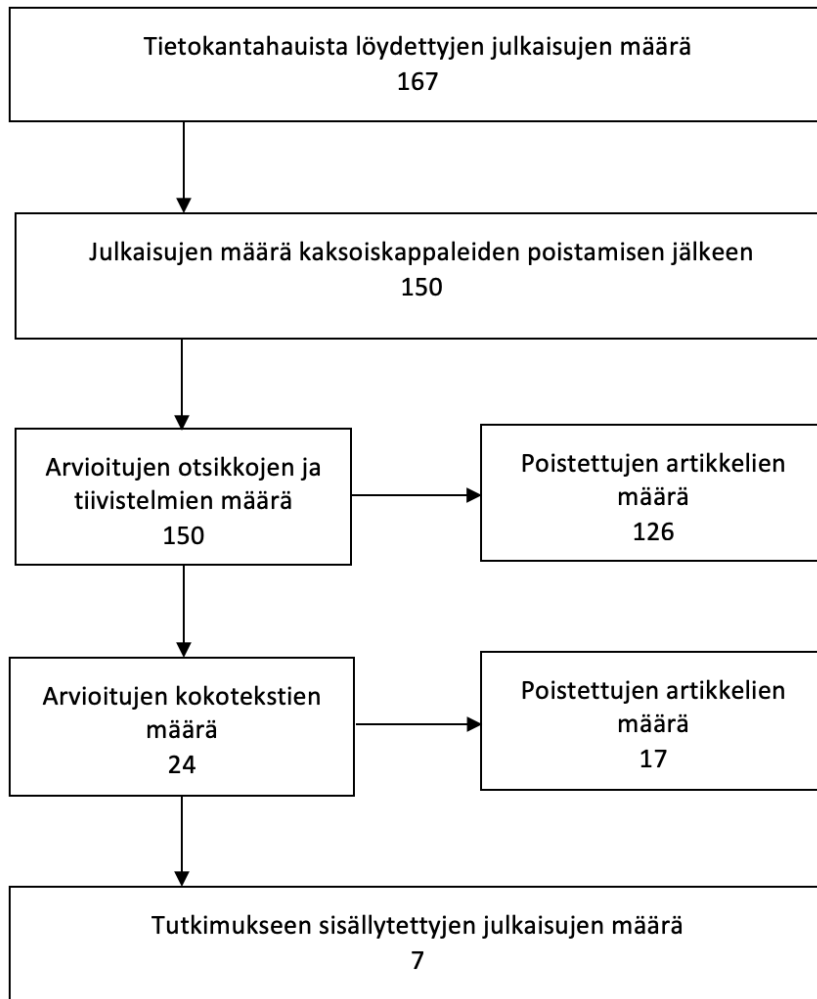 Tietokantahauista löydettyjen julkaisujen määrä
167
Julkaisujen määrä kaksoiskappaleiden poistamisen jälkeen
150
Arvioitujen otsikkojen ja
tiivistelmien määrä
150
Poistettujen artikkelien
määrä
126
Arvioitujen kokotekstien
määrä
24
Poistettujen artikkelien
määrä
17
Tutkimukseen sisällytettyjen julkaisujen määrä
7